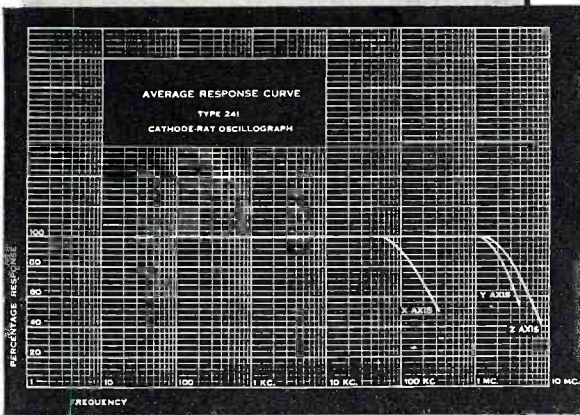 AVERAGE RESPONSE CURVE
TYPE 241
CATHODE-RAT OSCILLOGRAPH
PERCENTAGE RESPONSE
100
80
60
40
20
X AXIS
Y AXIS
Z AXIS
1 10 100 1 KC. 10 KC. 100 KC. 1 MC. 10 MC.
FREQUENCY